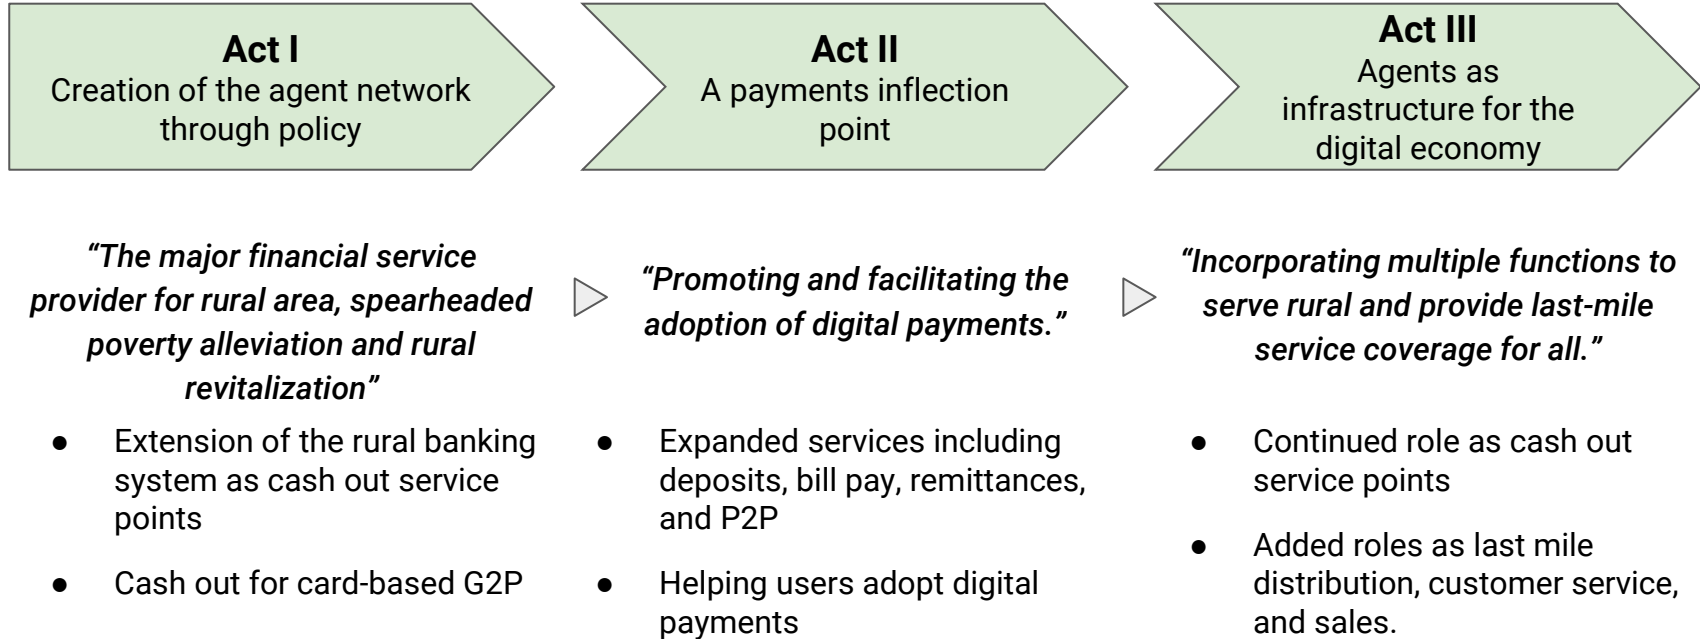 Act I
Creation of the agent network
through policy
Act II
A payments inflection
point
Act III
Agents as
infrastructure for the
digital economy
“The major financial service
provider for rural area, spearheaded
poverty alleviation and rural
revitalization”
“Promoting and facilitating the
adoption of digital payments.”
“Incorporating multiple functions to
serve rural and provide last-mile
service coverage for all.”
● Extension of the rural banking
system as cash out service
points
● Cash out for card-based G2P
● Expanded services including
deposits, bill pay, remittances,
and P2P
● Helping users adopt digital
payments
● Continued role as cash out
service points
● Added roles as last mile
distribution, customer service,
and sales.